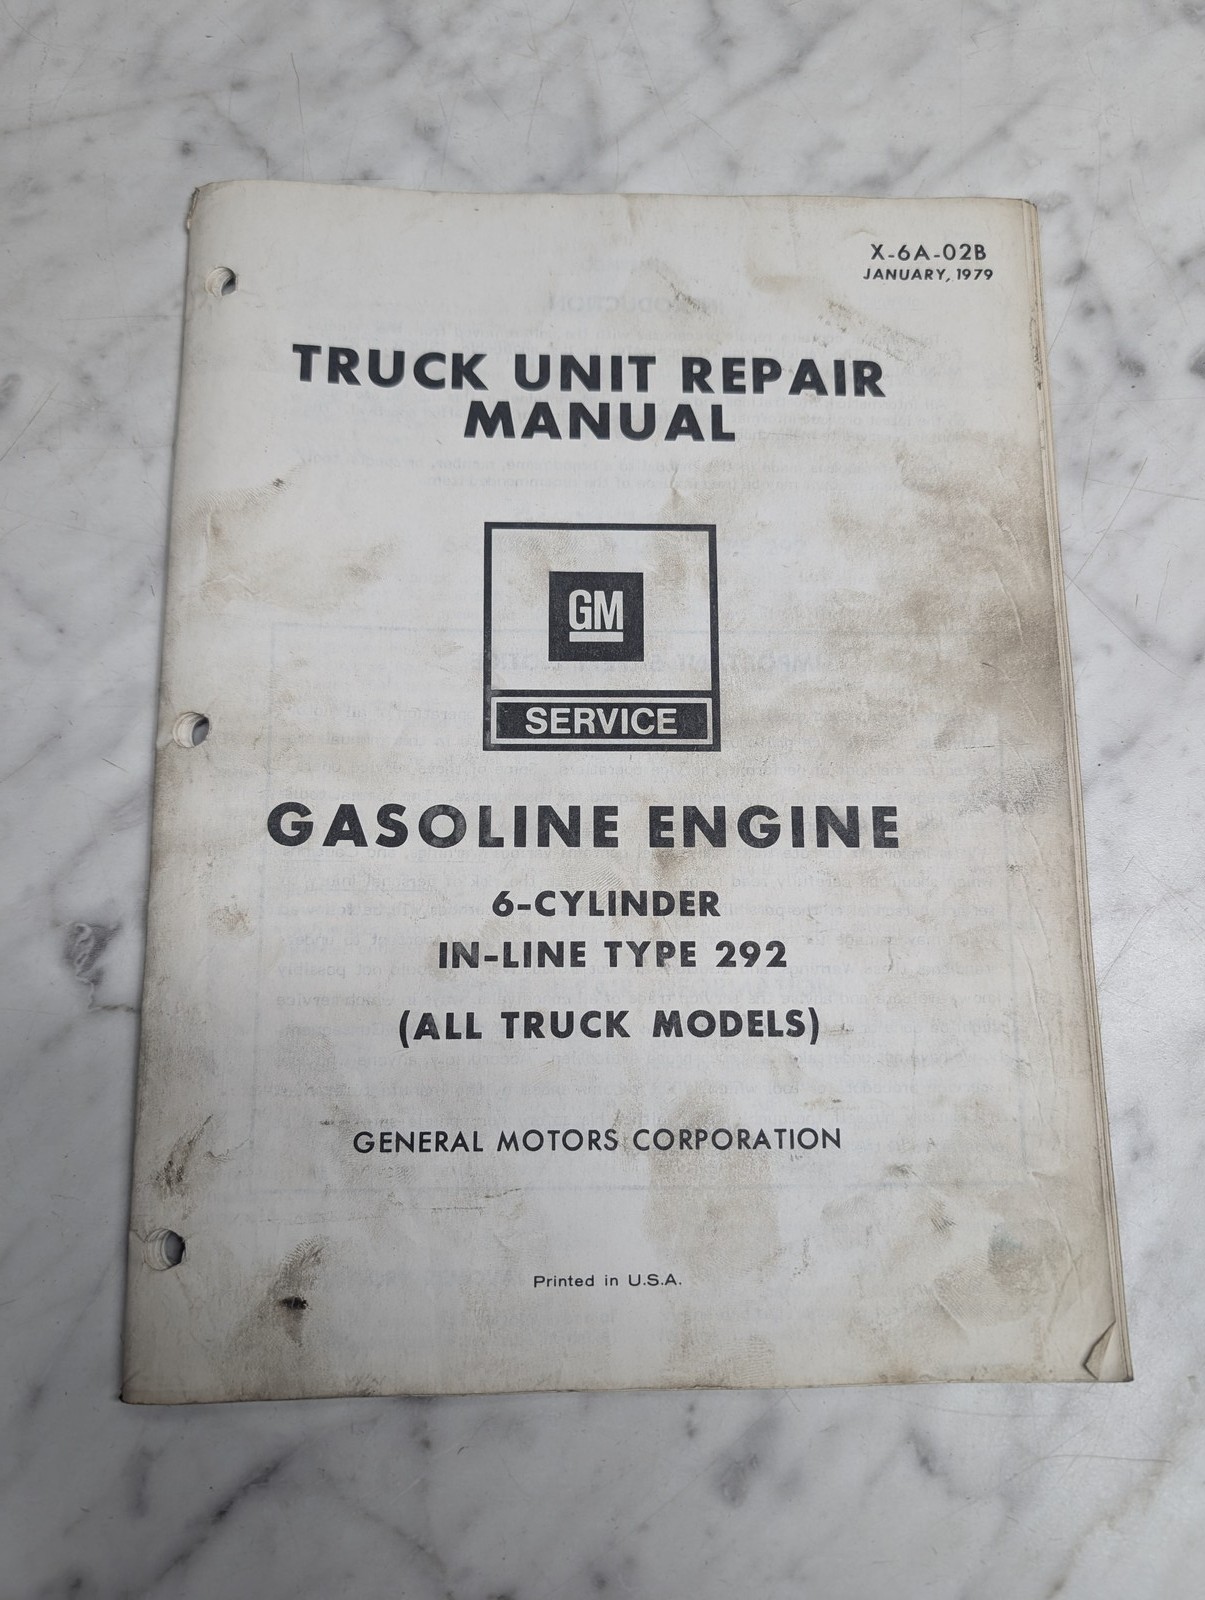 X-6A-02B
JANUARY, 1979
TRUCK UNIT REPAIR
MANUAL
GM
SERVICE
GASOLINE ENGINE
6-CYLINDER
IN-LINE TYPE 292
(ALL TRUCK MODELS)
GENERAL MOTORS CORPORATION
Printed in U.S.A.